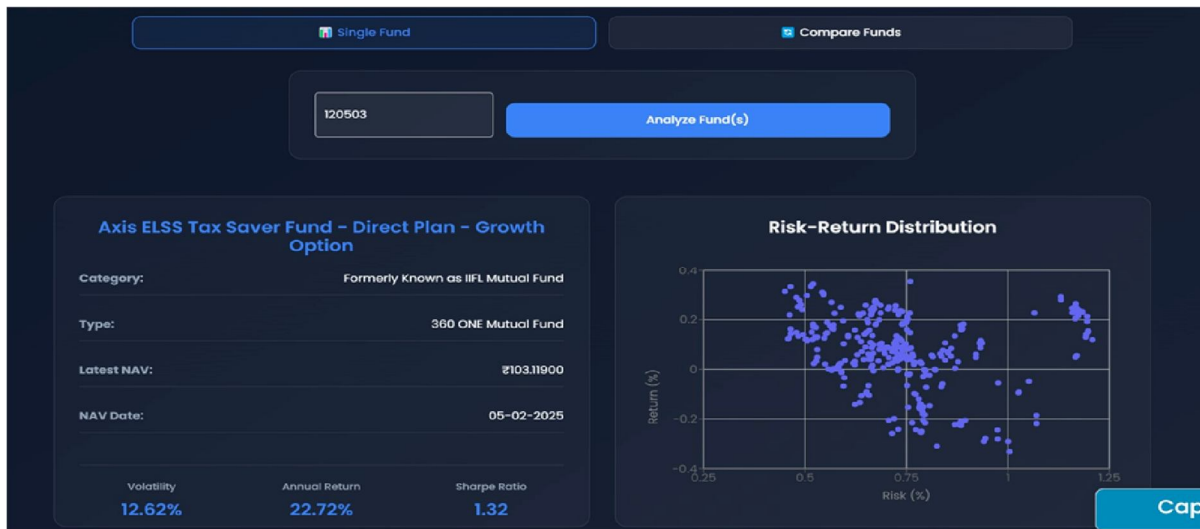 📊 Single Fund
🔄 Compare Funds
120503
Analyze Fund(s)
Axis ELSS Tax Saver Fund - Direct Plan - Growth
Option
Category: Formerly Known as IIFL Mutual Fund
Type: 360 ONE Mutual Fund
Latest NAV: ₹103.11900
NAV Date: 05-02-2025
Volatility Annual Return Sharpe Ratio
12.62% 22.72% 1.32
Risk-Return Distribution
0.4
0.2
0
-0.2
-0.4
Return (%)
0.25 0.5 0.75 1 1.25
Risk (%)
Cap